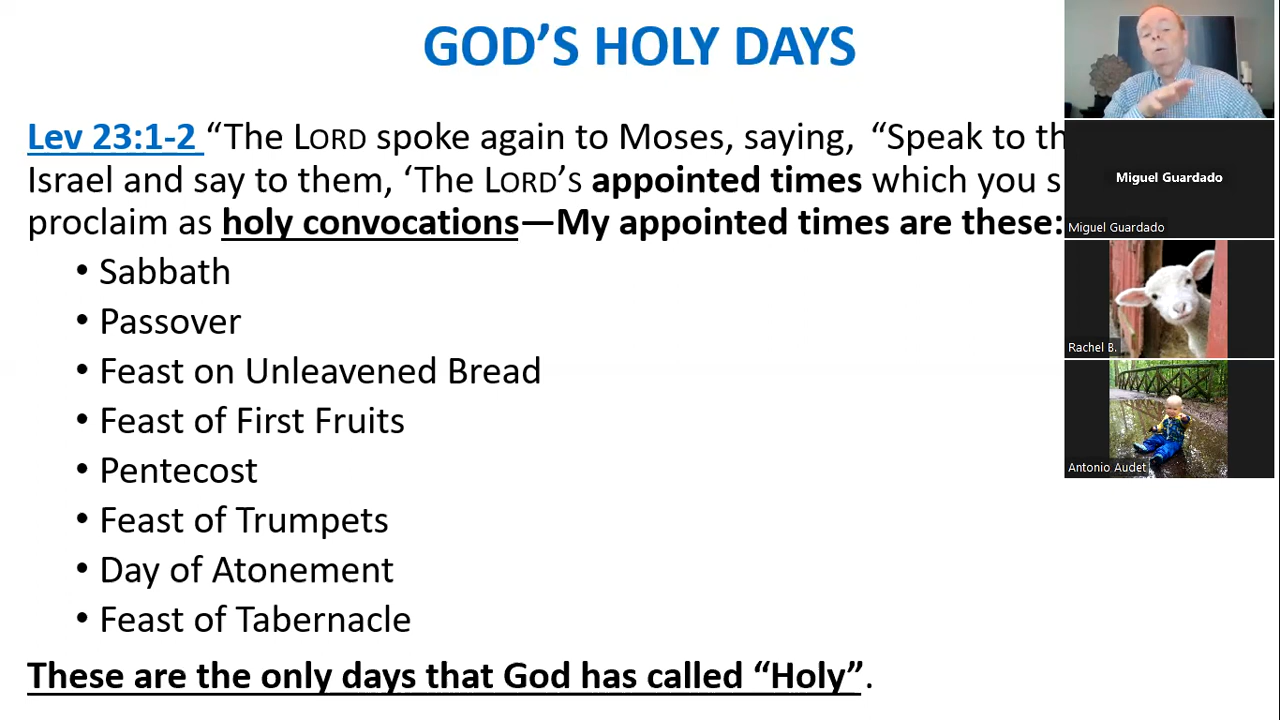 GOD’S HOLY DAYS
Lev 23:1-2 “The LORD spoke again to Moses, saying, “Speak to th
Israel and say to them, ‘The LORD’S appointed times which you s
proclaim as holy convocations—My appointed times are these:
• Sabbath
• Passover
• Feast on Unleavened Bread
• Feast of First Fruits
• Pentecost
• Feast of Trumpets
• Day of Atonement
• Feast of Tabernacle
These are the only days that God has called “Holy”.
Miguel Guardado
Miguel Guardado
Rachel B.
Antonio Audet